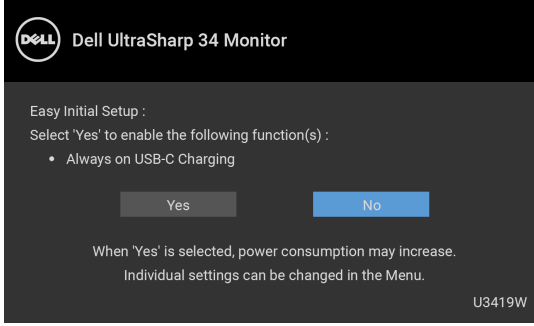 DELL
Dell UltraSharp 34 Monitor
Easy Initial Setup :
Select 'Yes' to enable the following function(s) :
• Always on USB-C Charging
Yes No
When 'Yes' is selected, power consumption may increase.
Individual settings can be changed in the Menu.
U3419W